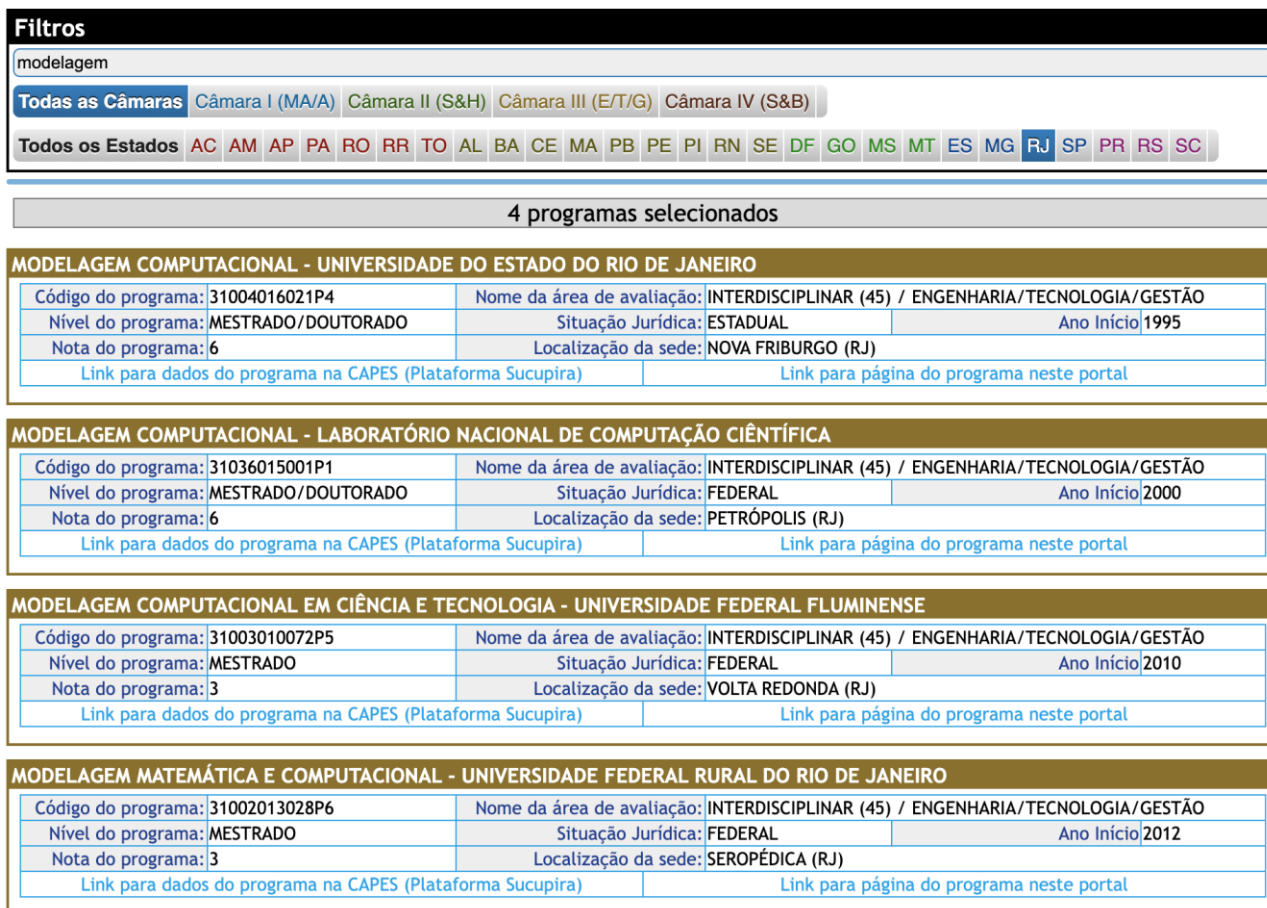 Filtros
modelagem
Todas as Câmaras Câmara I (MA/A) Câmara II (S&H) Câmara III (E/T/G) Câmara IV (S&B)
Todos os Estados AC AM AP PA RO RR TO AL BA CE MA PB PE PI RN SE DF GO MS MT ES MG RJ SP PR RS SC
4 programas selecionados
MODELAGEM COMPUTACIONAL - UNIVERSIDADE DO ESTADO DO RIO DE JANEIRO
Código do programa: 31004016021P4 Nome da área de avaliação: INTERDISCIPLINAR (45) / ENGENHARIA/TECNOLOGIA/GESTÃO
Nível do programa: MESTRADO/DOUTORADO Situação Jurídica: ESTADUAL Ano Início 1995
Nota do programa: 6 Localização da sede: NOVA FRIBURGO (RJ)
Link para dados do programa na CAPES (Plataforma Sucupira) Link para página do programa neste portal
MODELAGEM COMPUTACIONAL - LABORATÓRIO NACIONAL DE COMPUTAÇÃO CIÊNTÍFICA
Código do programa: 31036015001P1 Nome da área de avaliação: INTERDISCIPLINAR (45) / ENGENHARIA/TECNOLOGIA/GESTÃO
Nível do programa: MESTRADO/DOUTORADO Situação Jurídica: FEDERAL Ano Início 2000
Nota do programa: 6 Localização da sede: PETRÓPOLIS (RJ)
Link para dados do programa na CAPES (Plataforma Sucupira) Link para página do programa neste portal
MODELAGEM COMPUTACIONAL EM CIÊNCIA E TECNOLOGIA - UNIVERSIDADE FEDERAL FLUMINENSE
Código do programa: 31003010072P5 Nome da área de avaliação: INTERDISCIPLINAR (45) / ENGENHARIA/TECNOLOGIA/GESTÃO
Nível do programa: MESTRADO Situação Jurídica: FEDERAL Ano Início 2010
Nota do programa: 3 Localização da sede: VOLTA REDONDA (RJ)
Link para dados do programa na CAPES (Plataforma Sucupira) Link para página do programa neste portal
MODELAGEM MATEMÁTICA E COMPUTACIONAL - UNIVERSIDADE FEDERAL RURAL DO RIO DE JANEIRO
Código do programa: 31002013028P6 Nome da área de avaliação: INTERDISCIPLINAR (45) / ENGENHARIA/TECNOLOGIA/GESTÃO
Nível do programa: MESTRADO Situação Jurídica: FEDERAL Ano Início 2012
Nota do programa: 3 Localização da sede: SEROPÉDICA (RJ)
Link para dados do programa na CAPES (Plataforma Sucupira) Link para página do programa neste portal